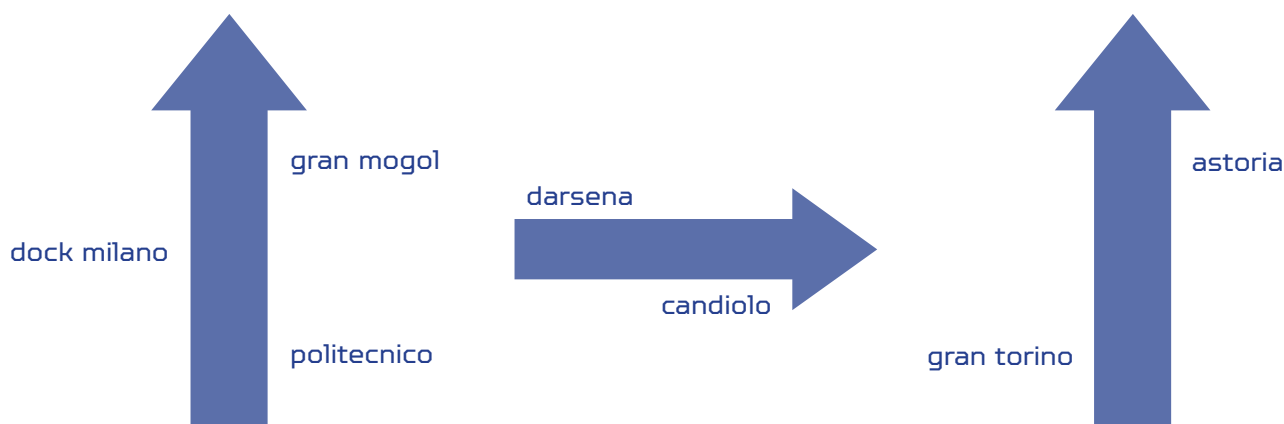 gran mogol
dock milano
politecnico
darsena
candiolo
astoria
gran torino